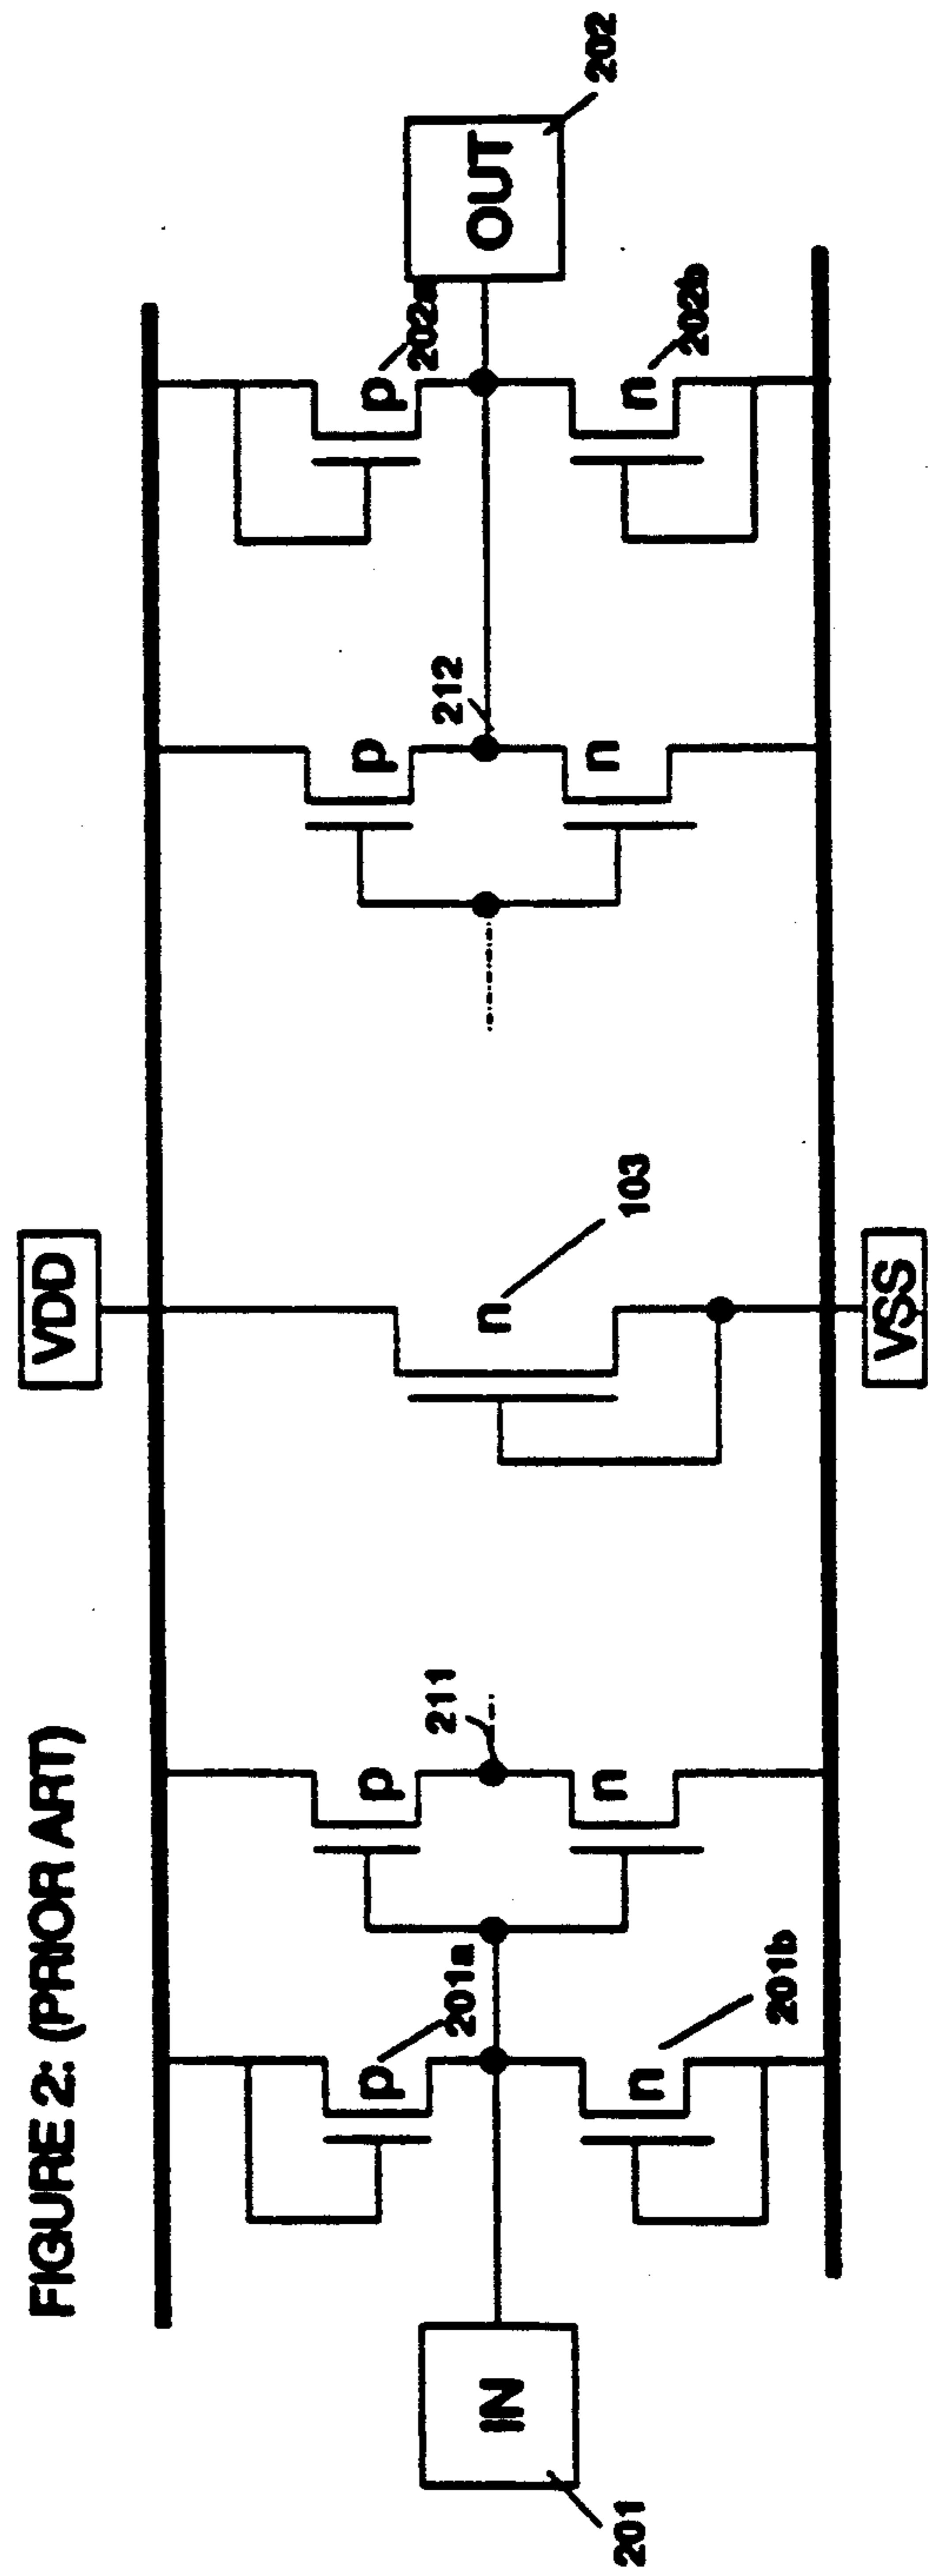 FIGURE 2: (PRIOR ART)
VDD
p
201a
p
211
n
103
p
212
p
202a
IN
201
OUT
202
n
201b
n
n
n
202b
VSS